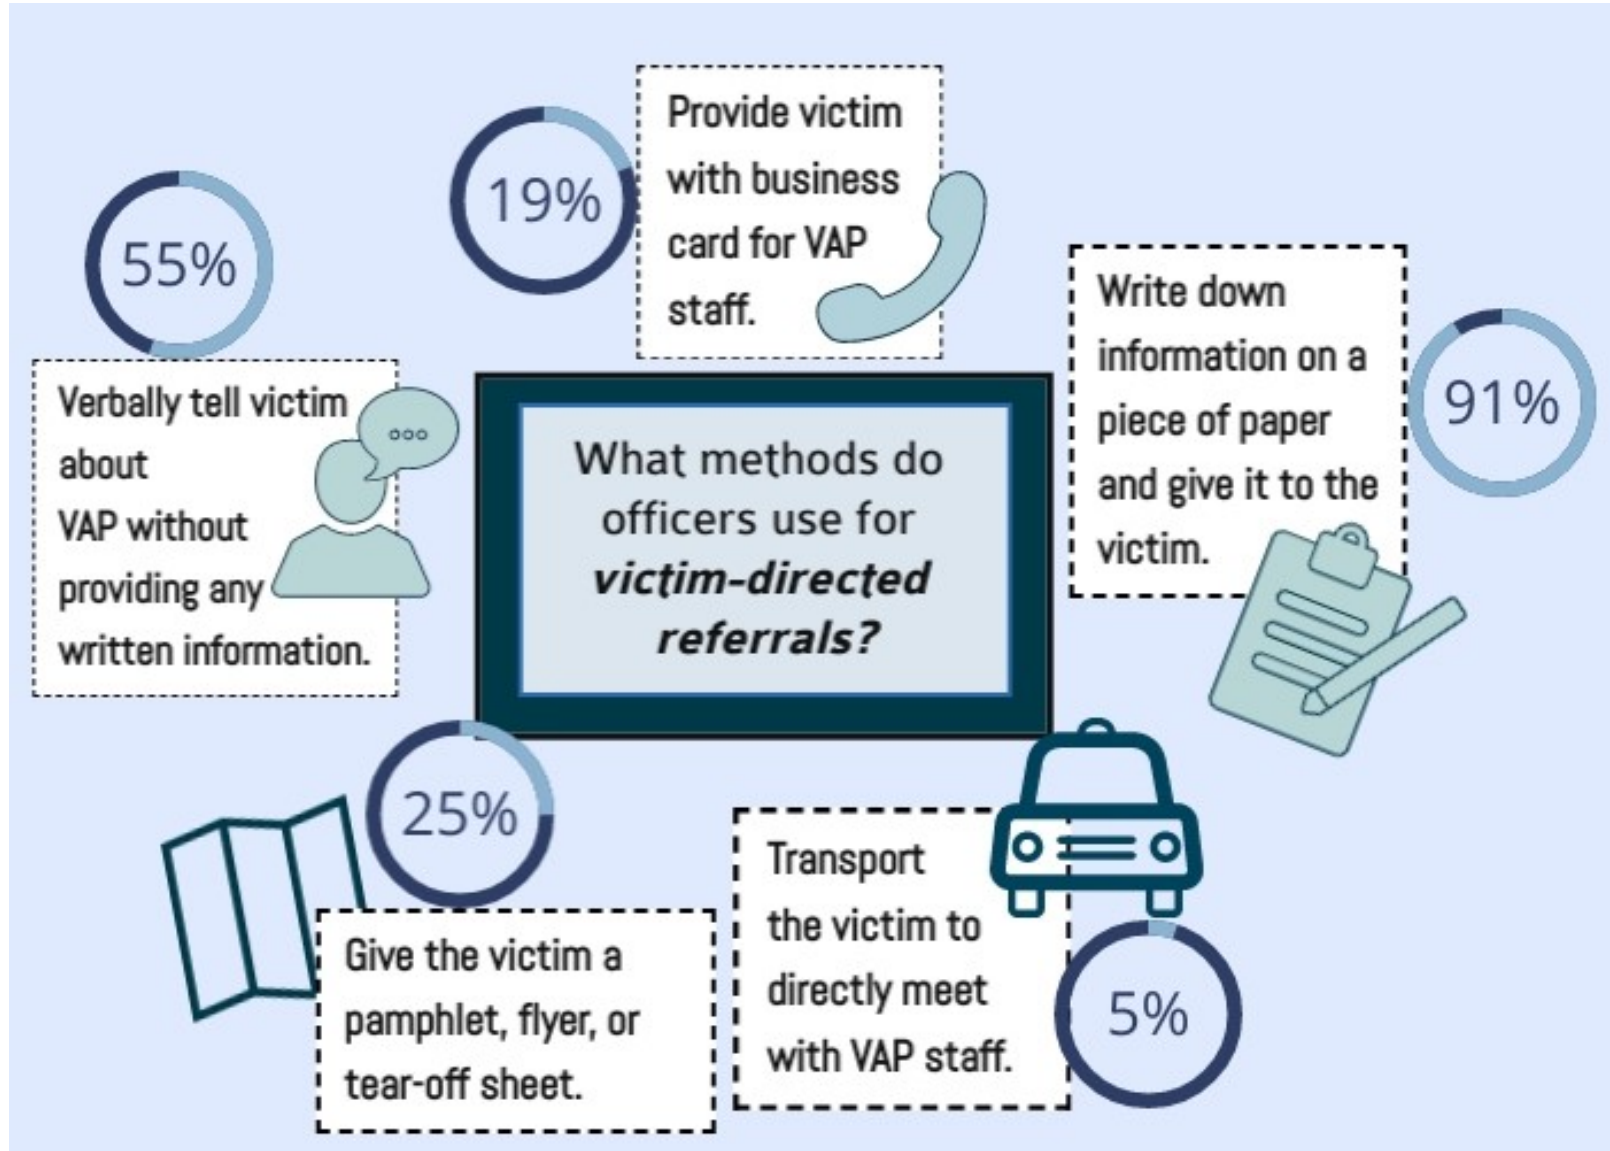 19%
Provide victim
with business
card for VAP
staff.
55%
Verbally tell victim
about
VAP without
providing any
written information.
What methods do
officers use for
victim-directed
referrals?
Write down
information on a
piece of paper
and give it to the
victim.
91%
25%
Give the victim a
pamphlet, flyer, or
tear-off sheet.
Transport
the victim to
directly meet
with VAP staff.
5%